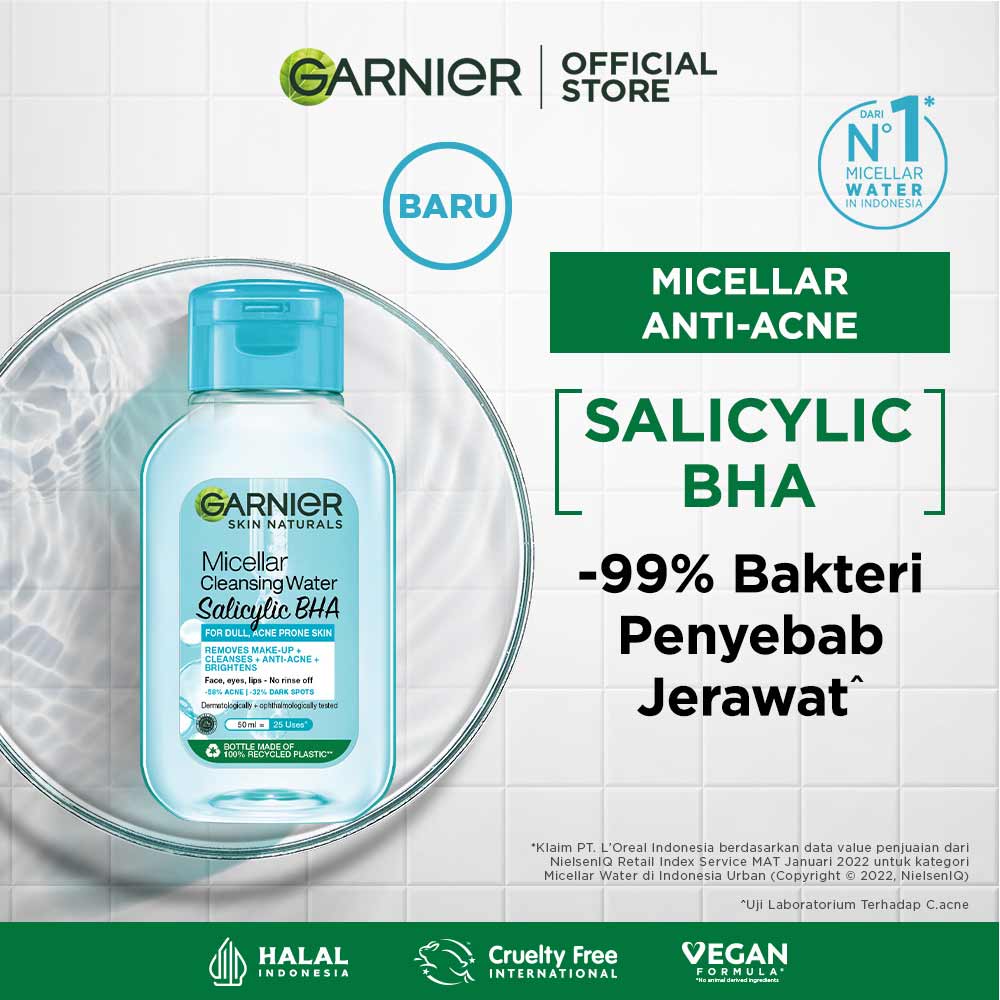 GARNIER
OFFICIAL
STORE
DARI
N° 1*
MICELLAR
WATER
IN INDONESIA
BARU
MICELLAR
ANTI-ACNE
SALICYLIC
BHA
-99% Bakteri
Penyebab
Jerawat^
GARNIER
SKIN NATURALS
Micellar
Cleansing Water
Salicylic BHA
FOR DULL, ACNE PRONE SKIN
REMOVES MAKE-UP +
CLEANSES + ANTI-ACNE +
BRIGHTENS
Face, eyes, lips - No rinse off
-58% ACNE | -32% DARK SPOTS
Dermatologically + ophthalmologically tested
50 ml = 25 Uses*
BOTTLE MADE OF
100% RECYCLED PLASTIC**
*Klaim PT. L'Oreal Indonesia berdasarkan data value penjuaian dari
NielsenIQ Retail Index Service MAT Januari 2022 untuk kategori
Micellar Water di Indonesia Urban (Copyright © 2022, NielsenIQ)
^Uji Laboratorium Terhadap C.acne
HALAL
INDONESIA
Cruelty Free
INTERNATIONAL
VEGAN
FORMULA*
*No animal derived ingredients